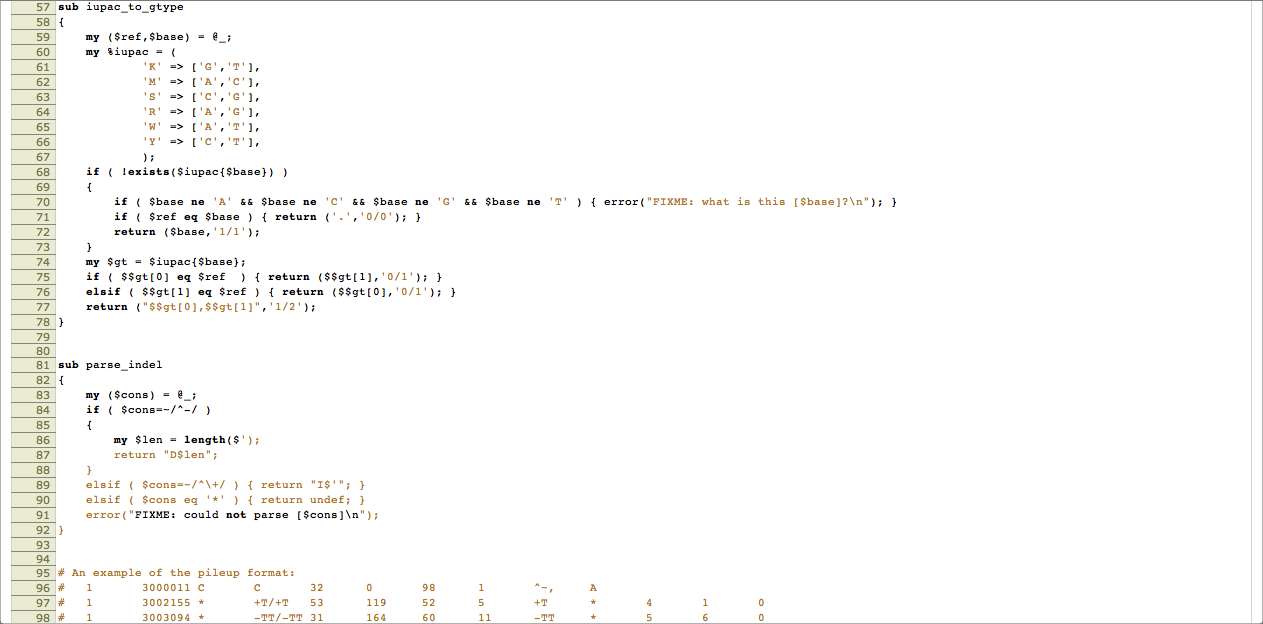 57 sub iupac_to_gtype
58 {
59     my ($ref,$base) = @_;
60     my %iupac = (
61             'K' => ['G','T'],
62             'M' => ['A','C'],
63             'S' => ['C','G'],
64             'R' => ['A','G'],
65             'W' => ['A','T'],
66             'Y' => ['C','T'],
67             );
68     if ( !exists($iupac{$base}) )
69     {
70         if ( $base ne 'A' && $base ne 'C' && $base ne 'G' && $base ne 'T' ) { error("FIXME: what is this [$base]?\n"); }
71         if ( $ref eq $base ) { return ('.','0/0'); }
72         return ($base,'1/1');
73     }
74     my $gt = $iupac{$base};
75     if ( $$gt[0] eq $ref  ) { return ($$gt[1],'0/1'); }
76     elsif ( $$gt[1] eq $ref ) { return ($$gt[0],'0/1'); }
77     return ("$$gt[0],$$gt[1]",'1/2');
78 }
79
80
81 sub parse_indel
82 {
83     my ($cons) = @_;
84     if ( $cons=~/^-/ )
85     {
86         my $len = length($');
87         return "D$len";
88     }
89     elsif ( $cons=~/^\+/ ) { return "I$'"; }
90     elsif ( $cons eq '*' ) { return undef; }
91     error("FIXME: could not parse [$cons]\n");
92 }
93
94
95 # An example of the pileup format:
96 #   1       3000011 C       C       32      0       98      1       ^~,     A
97 #   1       3002155 *       +T/+T   53      119     52      5       +T      *       4       1       0
98 #   1       3003094 *       -TT/-TT 31      164     60      11      -TT     *       5       6       0